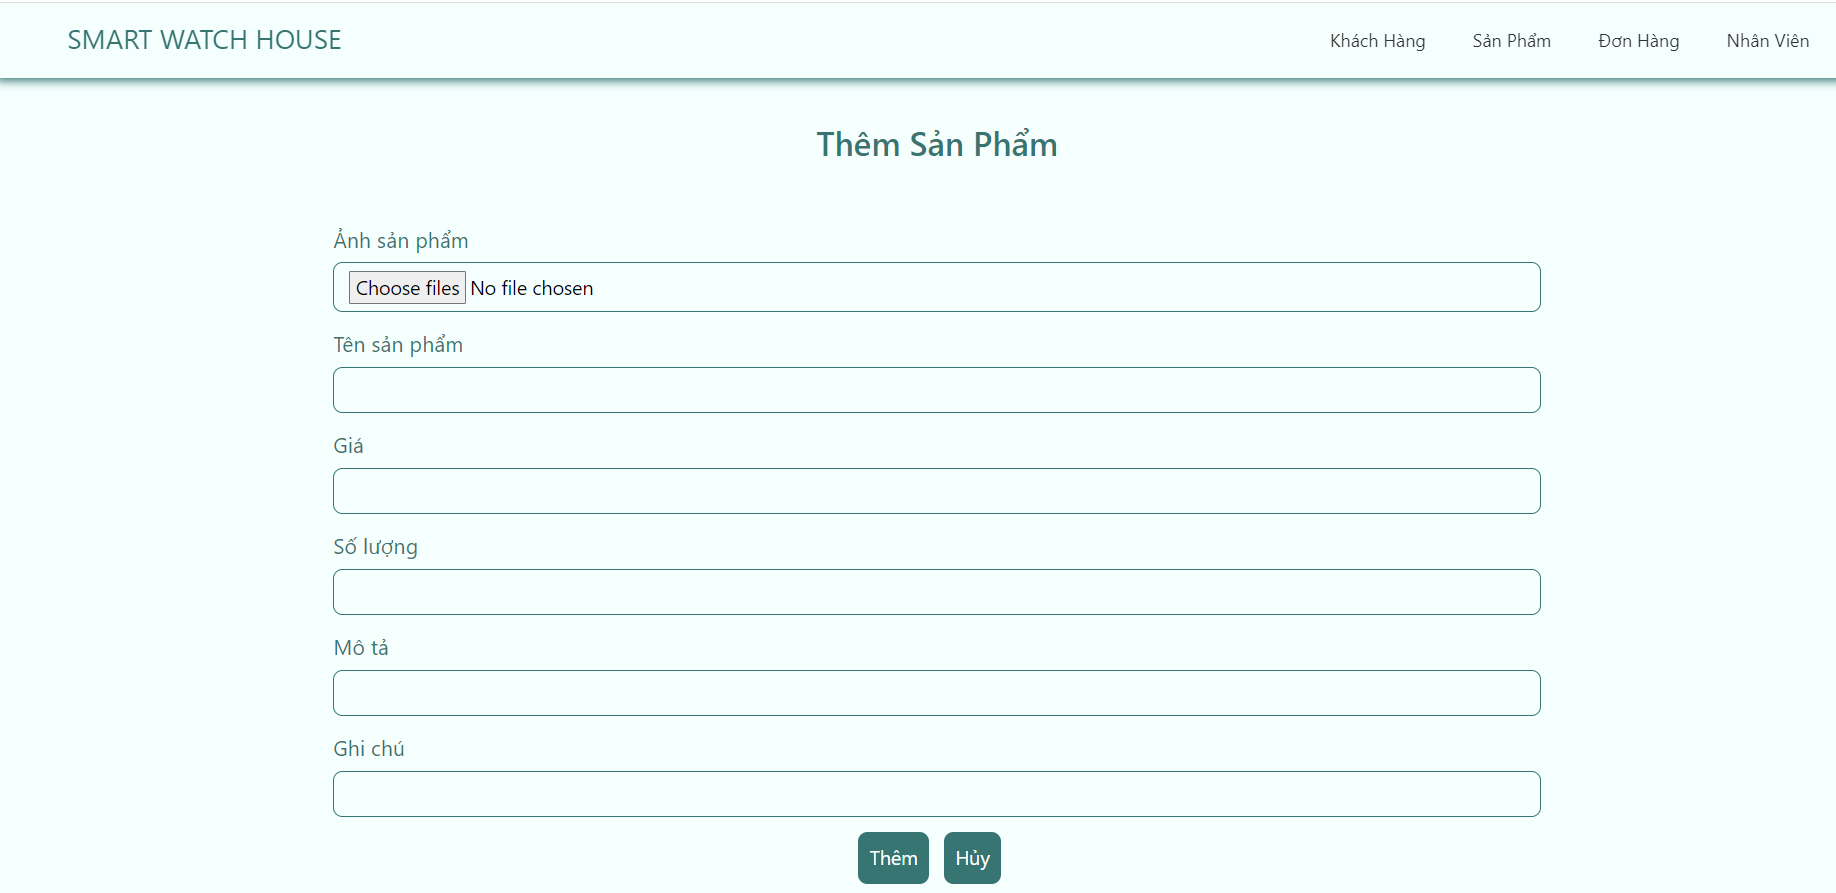 SMART WATCH HOUSE Khách Hàng Sản Phẩm Đơn Hàng Nhân Viên
Thêm Sản Phẩm
Ảnh sản phẩm
Choose files No file chosen
Tên sản phẩm
Giá
Số lượng
Mô tả
Ghi chú
Thêm Hủy